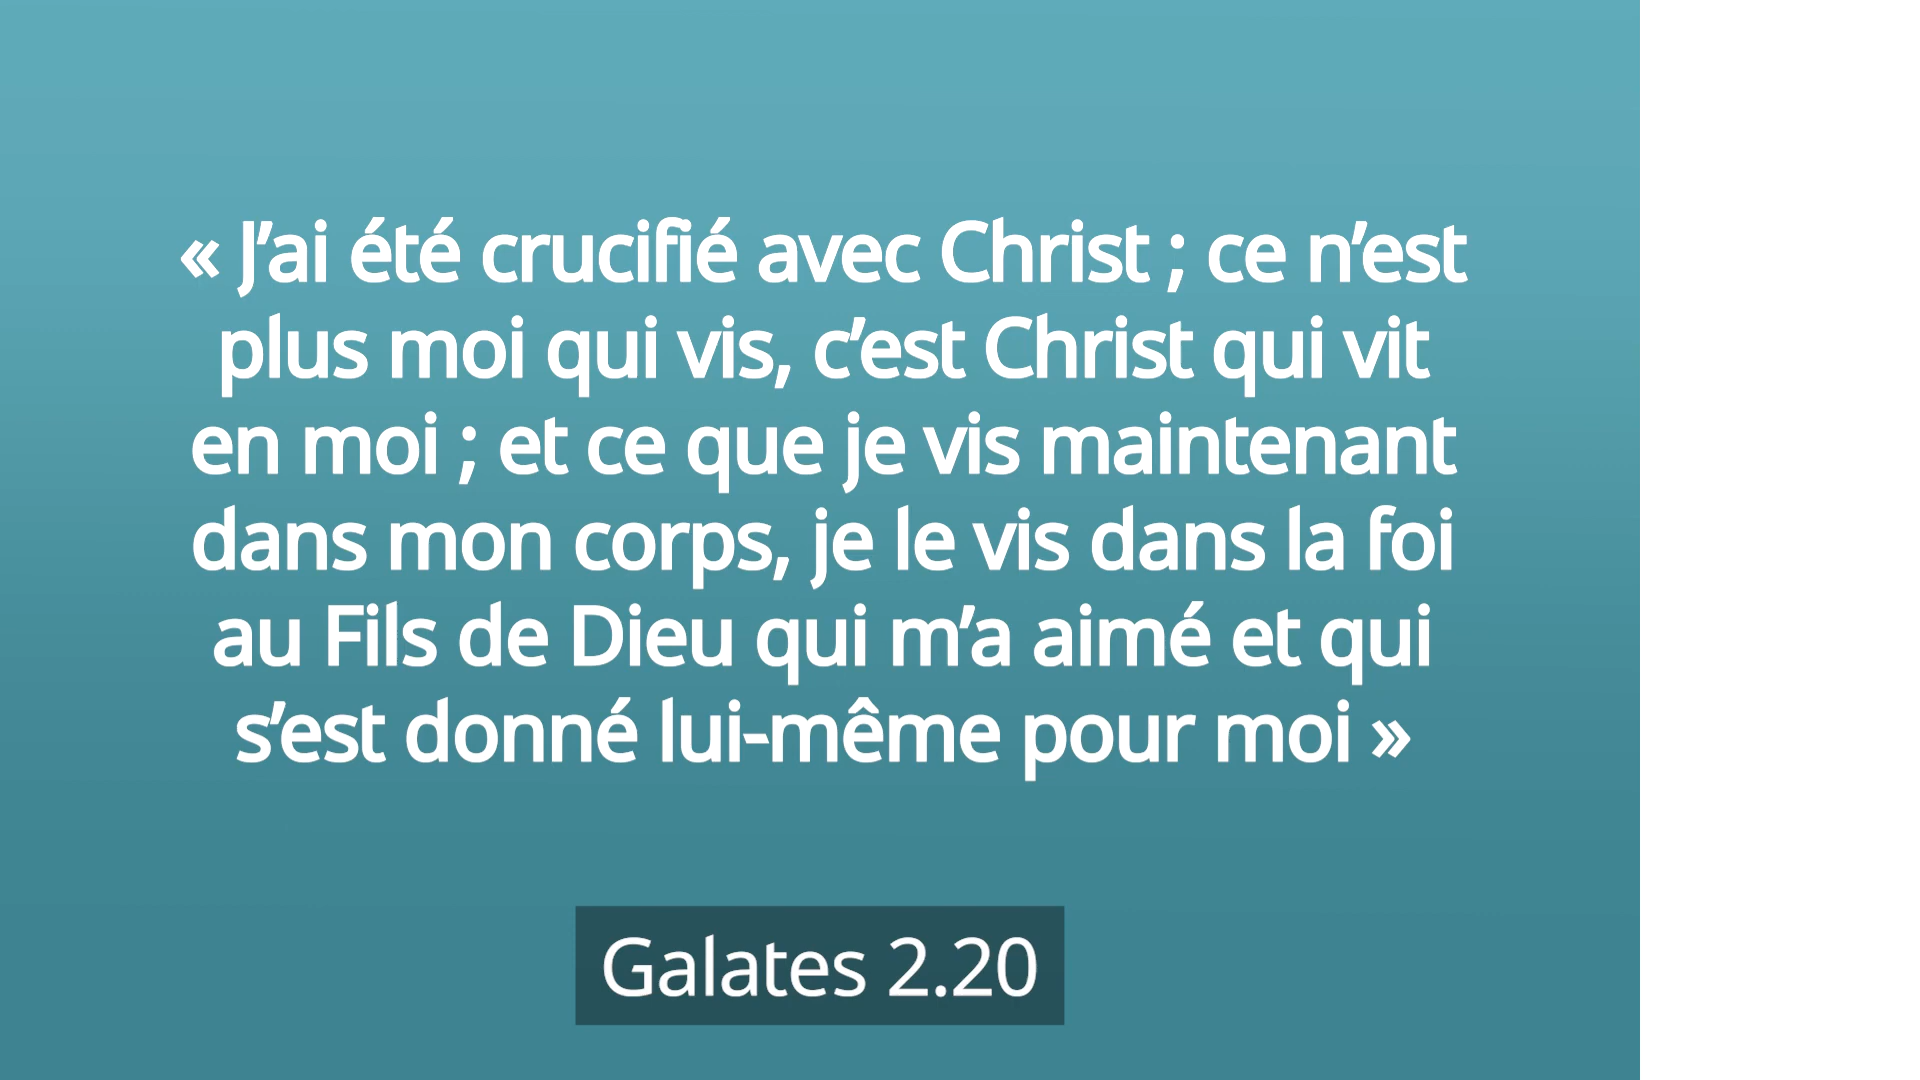 « J’ai été crucifié avec Christ ; ce n’est
plus moi qui vis, c’est Christ qui vit
en moi ; et ce que je vis maintenant
dans mon corps, je le vis dans la foi
au Fils de Dieu qui m’a aimé et qui
s’est donné lui-même pour moi »
Galates 2.20